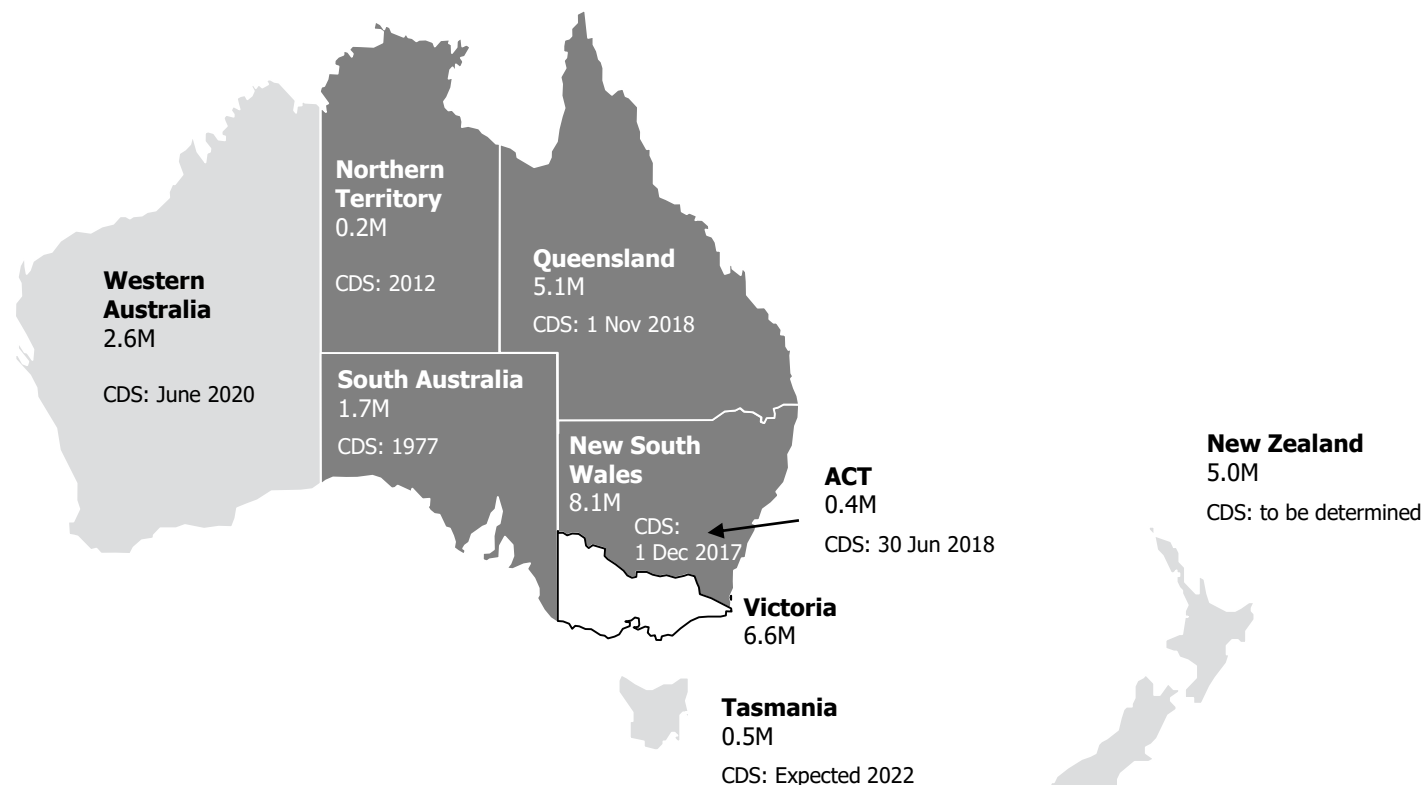 Northern
Territory
0.2M
CDS: 2012
Queensland
5.1M
CDS: 1 Nov 2018
Western
Australia
2.6M
CDS: June 2020
South Australia
1.7M
CDS: 1977
New South
Wales
8.1M
CDS:
1 Dec 2017
ACT
0.4M
CDS: 30 Jun 2018
New Zealand
5.0M
CDS: to be determined
Victoria
6.6M
Tasmania
0.5M
CDS: Expected 2022